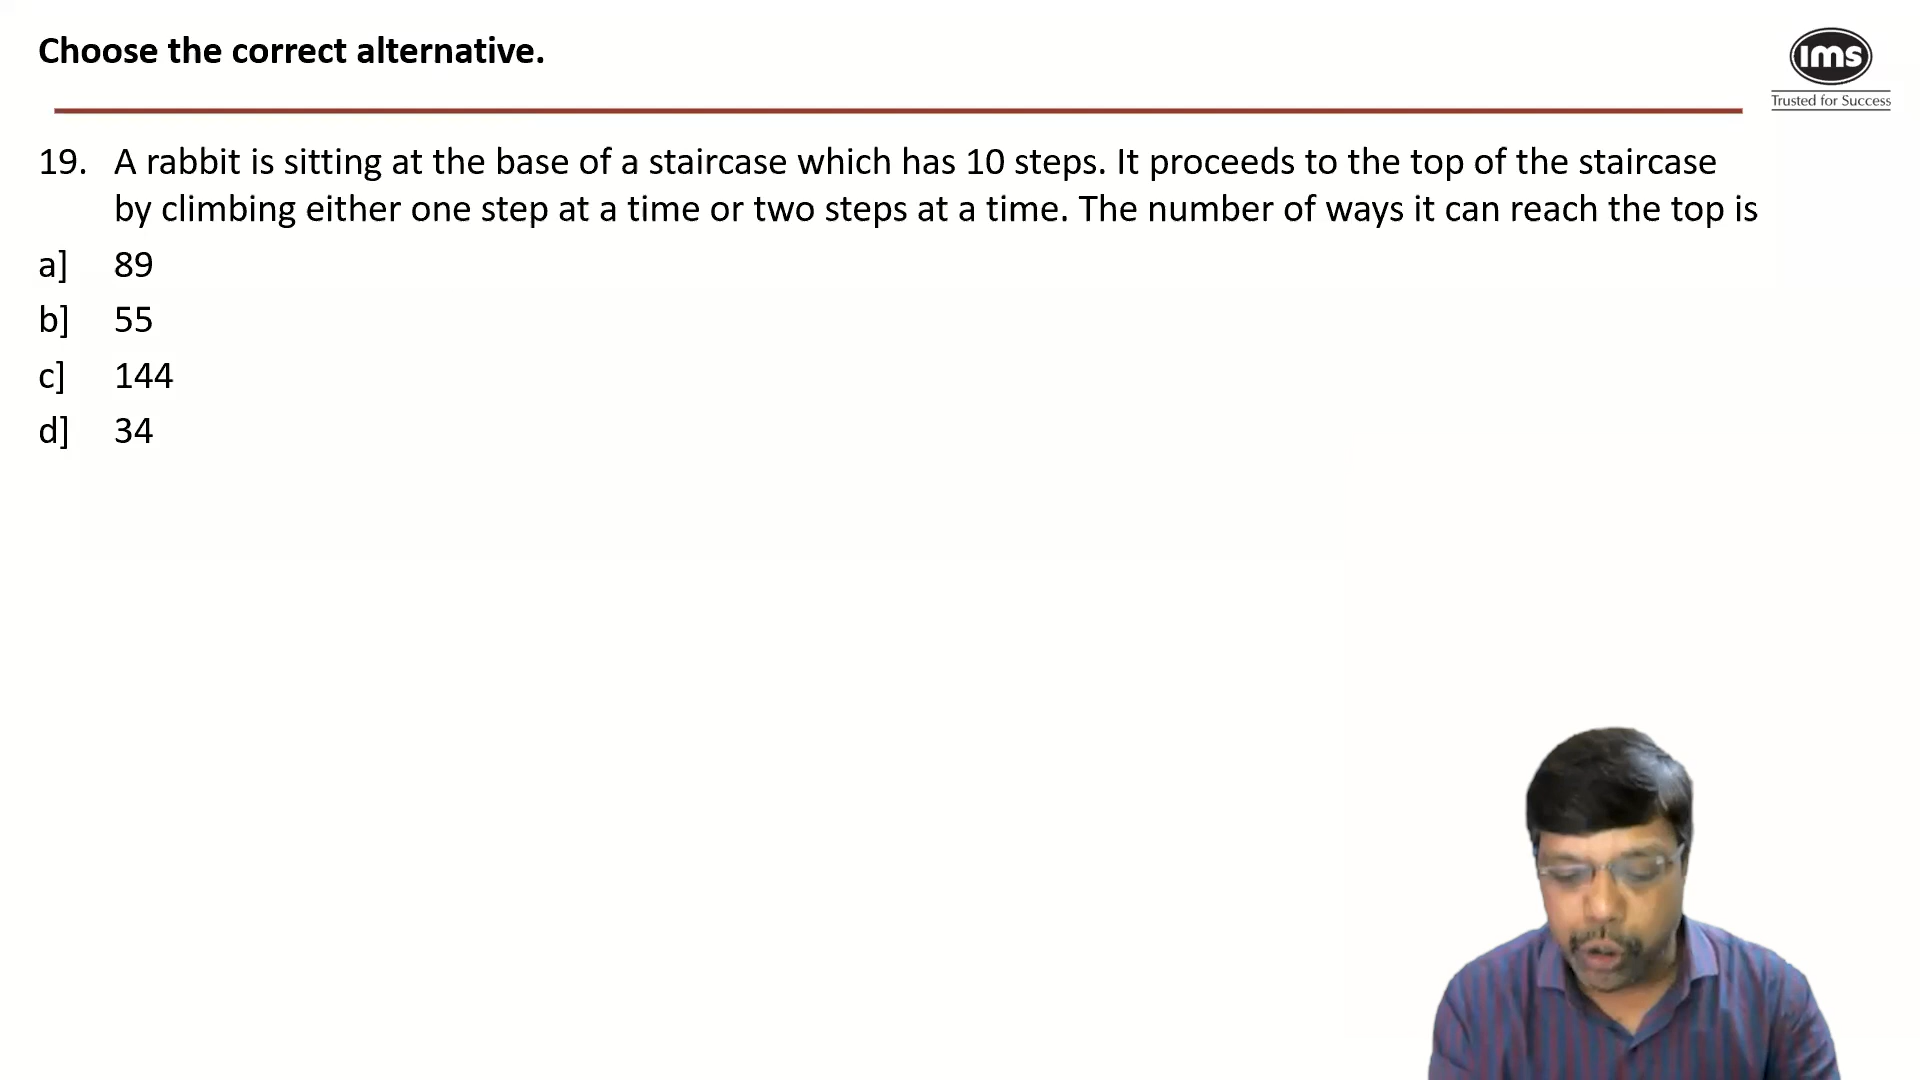 Choose the correct alternative.
ims
Trusted for Success
19. A rabbit is sitting at the base of a staircase which has 10 steps. It proceeds to the top of the staircase
by climbing either one step at a time or two steps at a time. The number of ways it can reach the top is
a] 89
b] 55
c] 144
d] 34